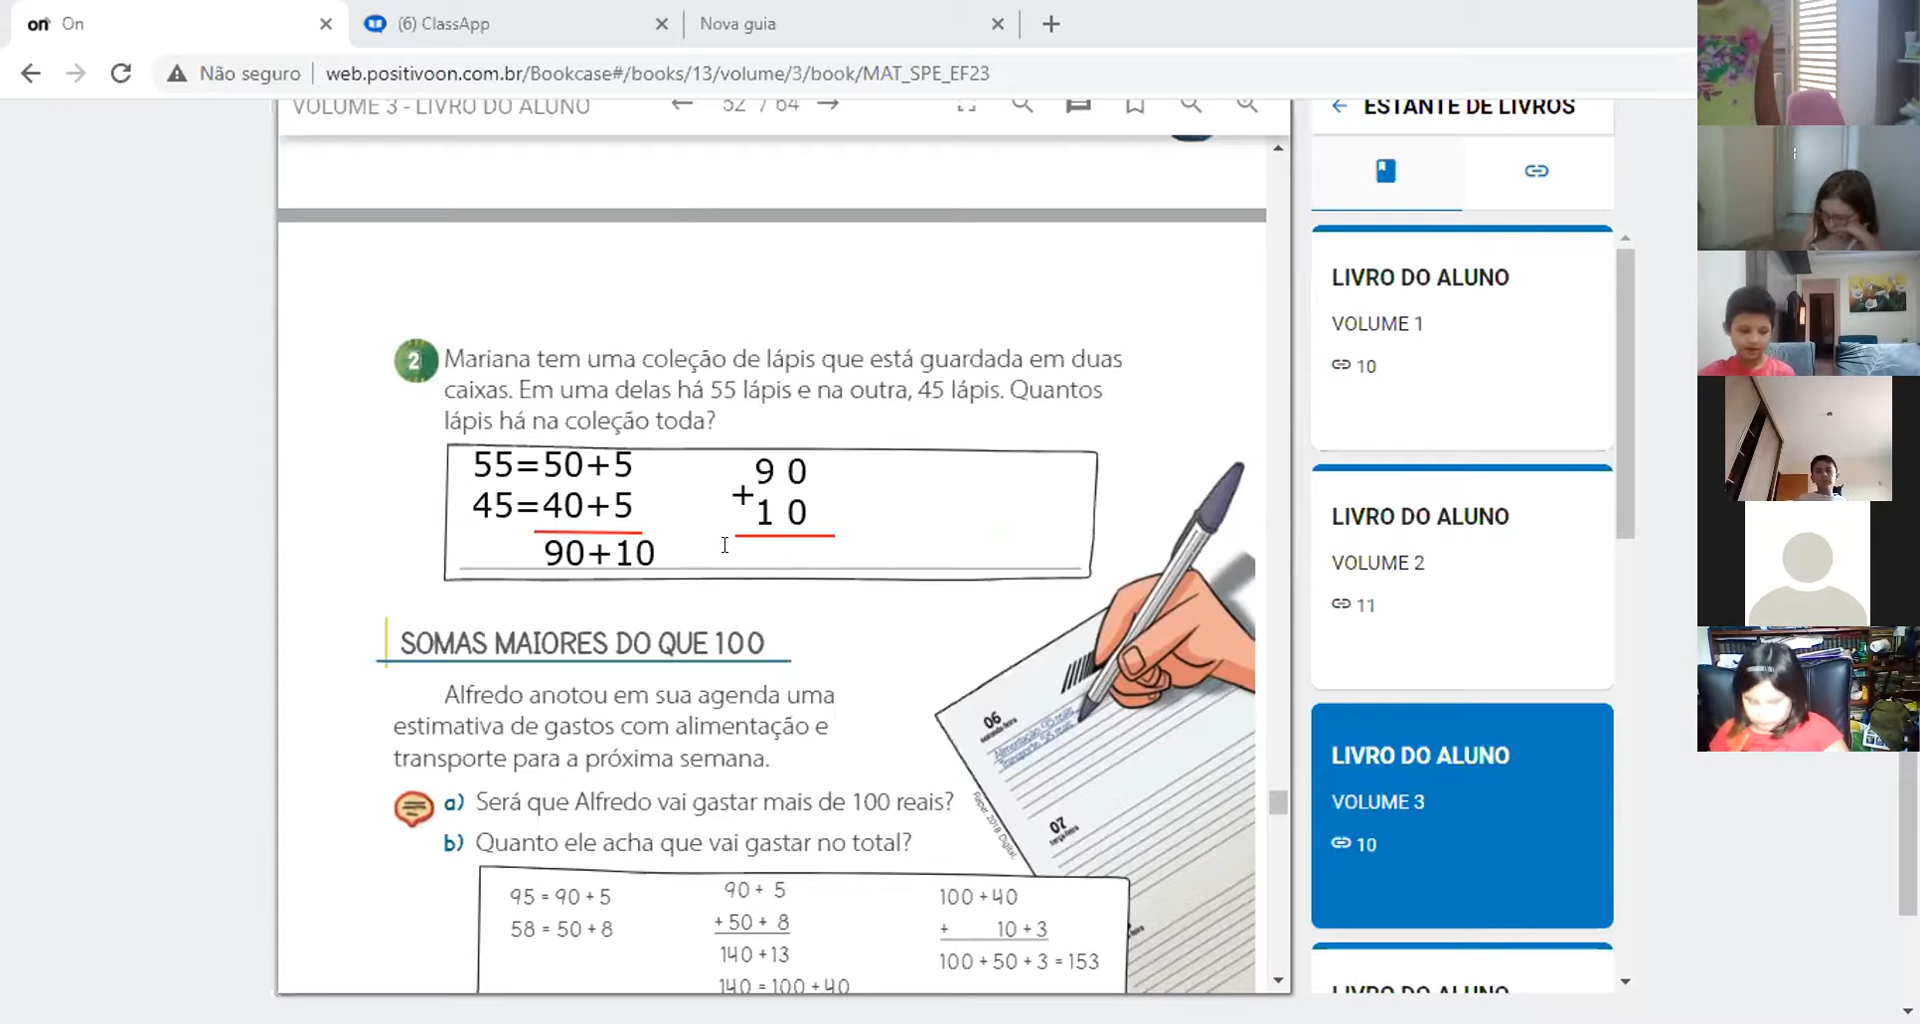 On
(6) ClassApp
Nova guia
Não seguro
web.positivoon.com.br/Bookcase#/books/13/volume/3/book/MAT_SPE_EF23
VOLUME 3 - LIVRO DO ALUNO
52 / 64
ESTANTE DE LIVROS
2
Mariana tem uma coleção de lápis que está guardada em duas
caixas. Em uma delas há 55 lápis e na outra, 45 lápis. Quantos
lápis há na coleção toda?
55=50+5
45=40+5
90+10
9 0
+
1 0
SOMAS MAIORES DO QUE 100
Alfredo anotou em sua agenda uma
estimativa de gastos com alimentação e
transporte para a próxima semana.
a) Será que Alfredo vai gastar mais de 100 reais?
b) Quanto ele acha que vai gastar no total?
95 = 90 + 5
58 = 50 + 8
90 + 5
+ 50 + 8
140 + 13
140 = 100 + 40
100 + 40
+ 10 + 3
100 + 50 + 3 = 153
06
segunda-feira
07
terça-feira
LIVRO DO ALUNO
VOLUME 1
10
LIVRO DO ALUNO
VOLUME 2
11
LIVRO DO ALUNO
VOLUME 3
10
LIVRO DO ALUNO